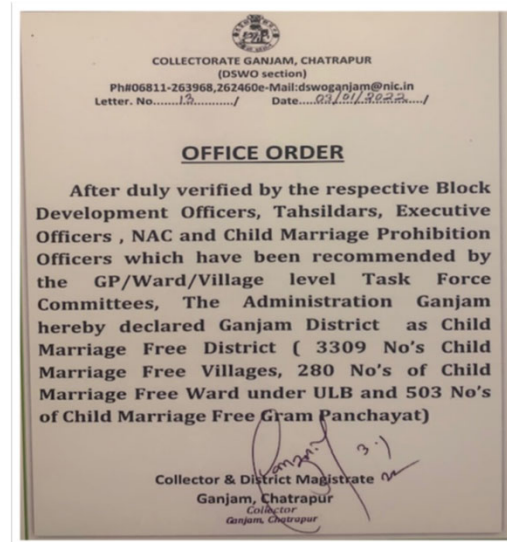 COLLECTORATE GANJAM, CHATRAPUR
(DSWO section)
Ph#06811-263968,262460e-Mail:dswoganjam@nic.in
Letter. No......13............/ Date....03/01/2022..../
OFFICE ORDER
After duly verified by the respective Block
Development Officers, Tahsildars, Executive
Officers , NAC and Child Marriage Prohibition
Officers which have been recommended by
the GP/Ward/Village level Task Force
Committees, The Administration Ganjam
hereby declared Ganjam District as Child
Marriage Free District ( 3309 No's Child
Marriage Free Villages, 280 No's of Child
Marriage Free Ward under ULB and 503 No's
of Child Marriage Free Gram Panchayat)
Collector & District Magistrate
Ganjam, Chatrapur
Collector
Ganjam, Chatrapur